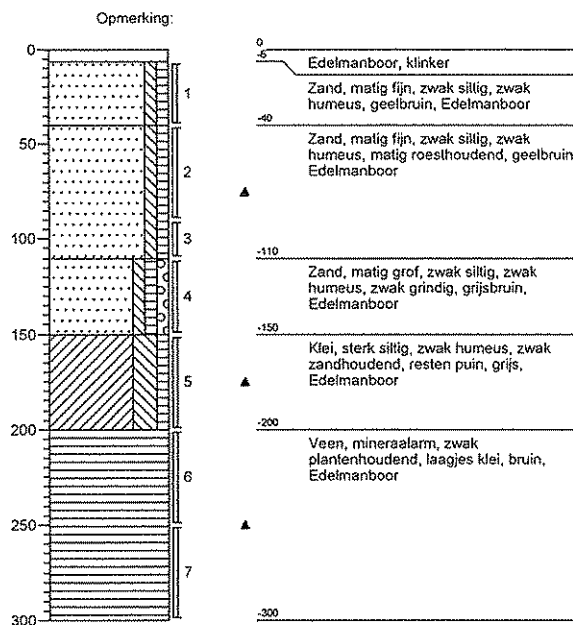 Opmerking:
0
50
100
150
200
250
300
1
2
3
4
5
6
7
0
-6
Edelmanboor, klinker
Zand, matig fijn, zwak siltig, zwak
humeus, geelbruin, Edelmanboor
-40
Zand, matig fijn, zwak siltig, zwak
humeus, matig roesthoudend, geelbruin,
Edelmanboor
-110
Zand, matig grof, zwak siltig, zwak
humeus, zwak grindig, grijsbruin,
Edelmanboor
-150
Klei, sterk siltig, zwak humeus, zwak
zandhoudend, resten puin, grijs,
Edelmanboor
-200
Veen, mineraalarm, zwak
plantenhoudend, laagjes klei, bruin,
Edelmanboor
-300